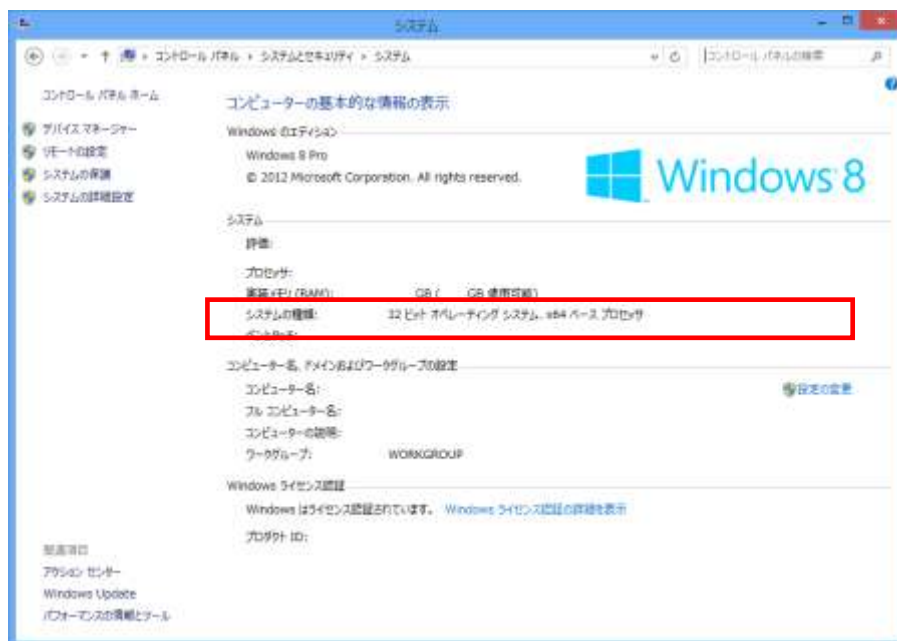 システム
コントロール パネル ▸ システムとセキュリティ ▸ システム
コントロール パネルの検索
コントロール パネル ホーム
デバイス マネージャー
リモートの設定
システムの保護
システムの詳細設定
コンピューターの基本的な情報の表示
Windows のエディション
Windows 8 Pro
© 2012 Microsoft Corporation. All rights reserved.
Windows 8
システム
評価:
プロセッサ:
実装メモリ (RAM): GB ( GB 使用可能)
システムの種類: 32 ビット オペレーティング システム、x64 ベース プロセッサ
コンピューター名、ドメインおよびワークグループの設定
コンピューター名:
設定の変更
フル コンピューター名:
コンピューターの説明:
ワークグループ: WORKGROUP
Windows ライセンス認証
Windows はライセンス認証されています。 Windows ライセンス認証の詳細を表示
プロダクト ID:
関連項目
アクション センター
Windows Update
パフォーマンスの情報とツール